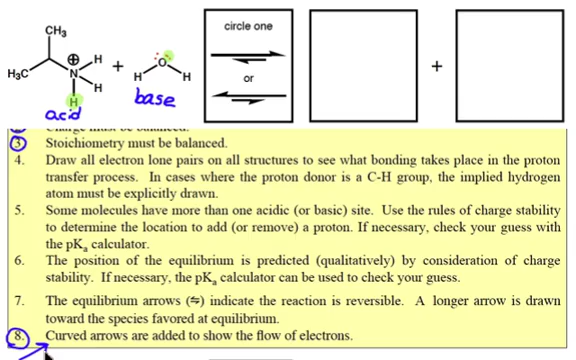 CH3
circle one
H3C
⊕
N
H
H
H
+
O
H
H
or
+
acid
base
Charge must be balanced.
3. Stoichiometry must be balanced.
4. Draw all electron lone pairs on all structures to see what bonding takes place in the proton
transfer process. In cases where the proton donor is a C-H group, the implied hydrogen
atom must be explicitly drawn.
5. Some molecules have more than one acidic (or basic) site. Use the rules of charge stability
to determine the location to add (or remove) a proton. If necessary, check your guess with
the pKa calculator.
6. The position of the equilibrium is predicted (qualitatively) by consideration of charge
stability. If necessary, the pKa calculator can be used to check your guess.
7. The equilibrium arrows (⇋) indicate the reaction is reversible. A longer arrow is drawn
toward the species favored at equilibrium.
8. Curved arrows are added to show the flow of electrons.